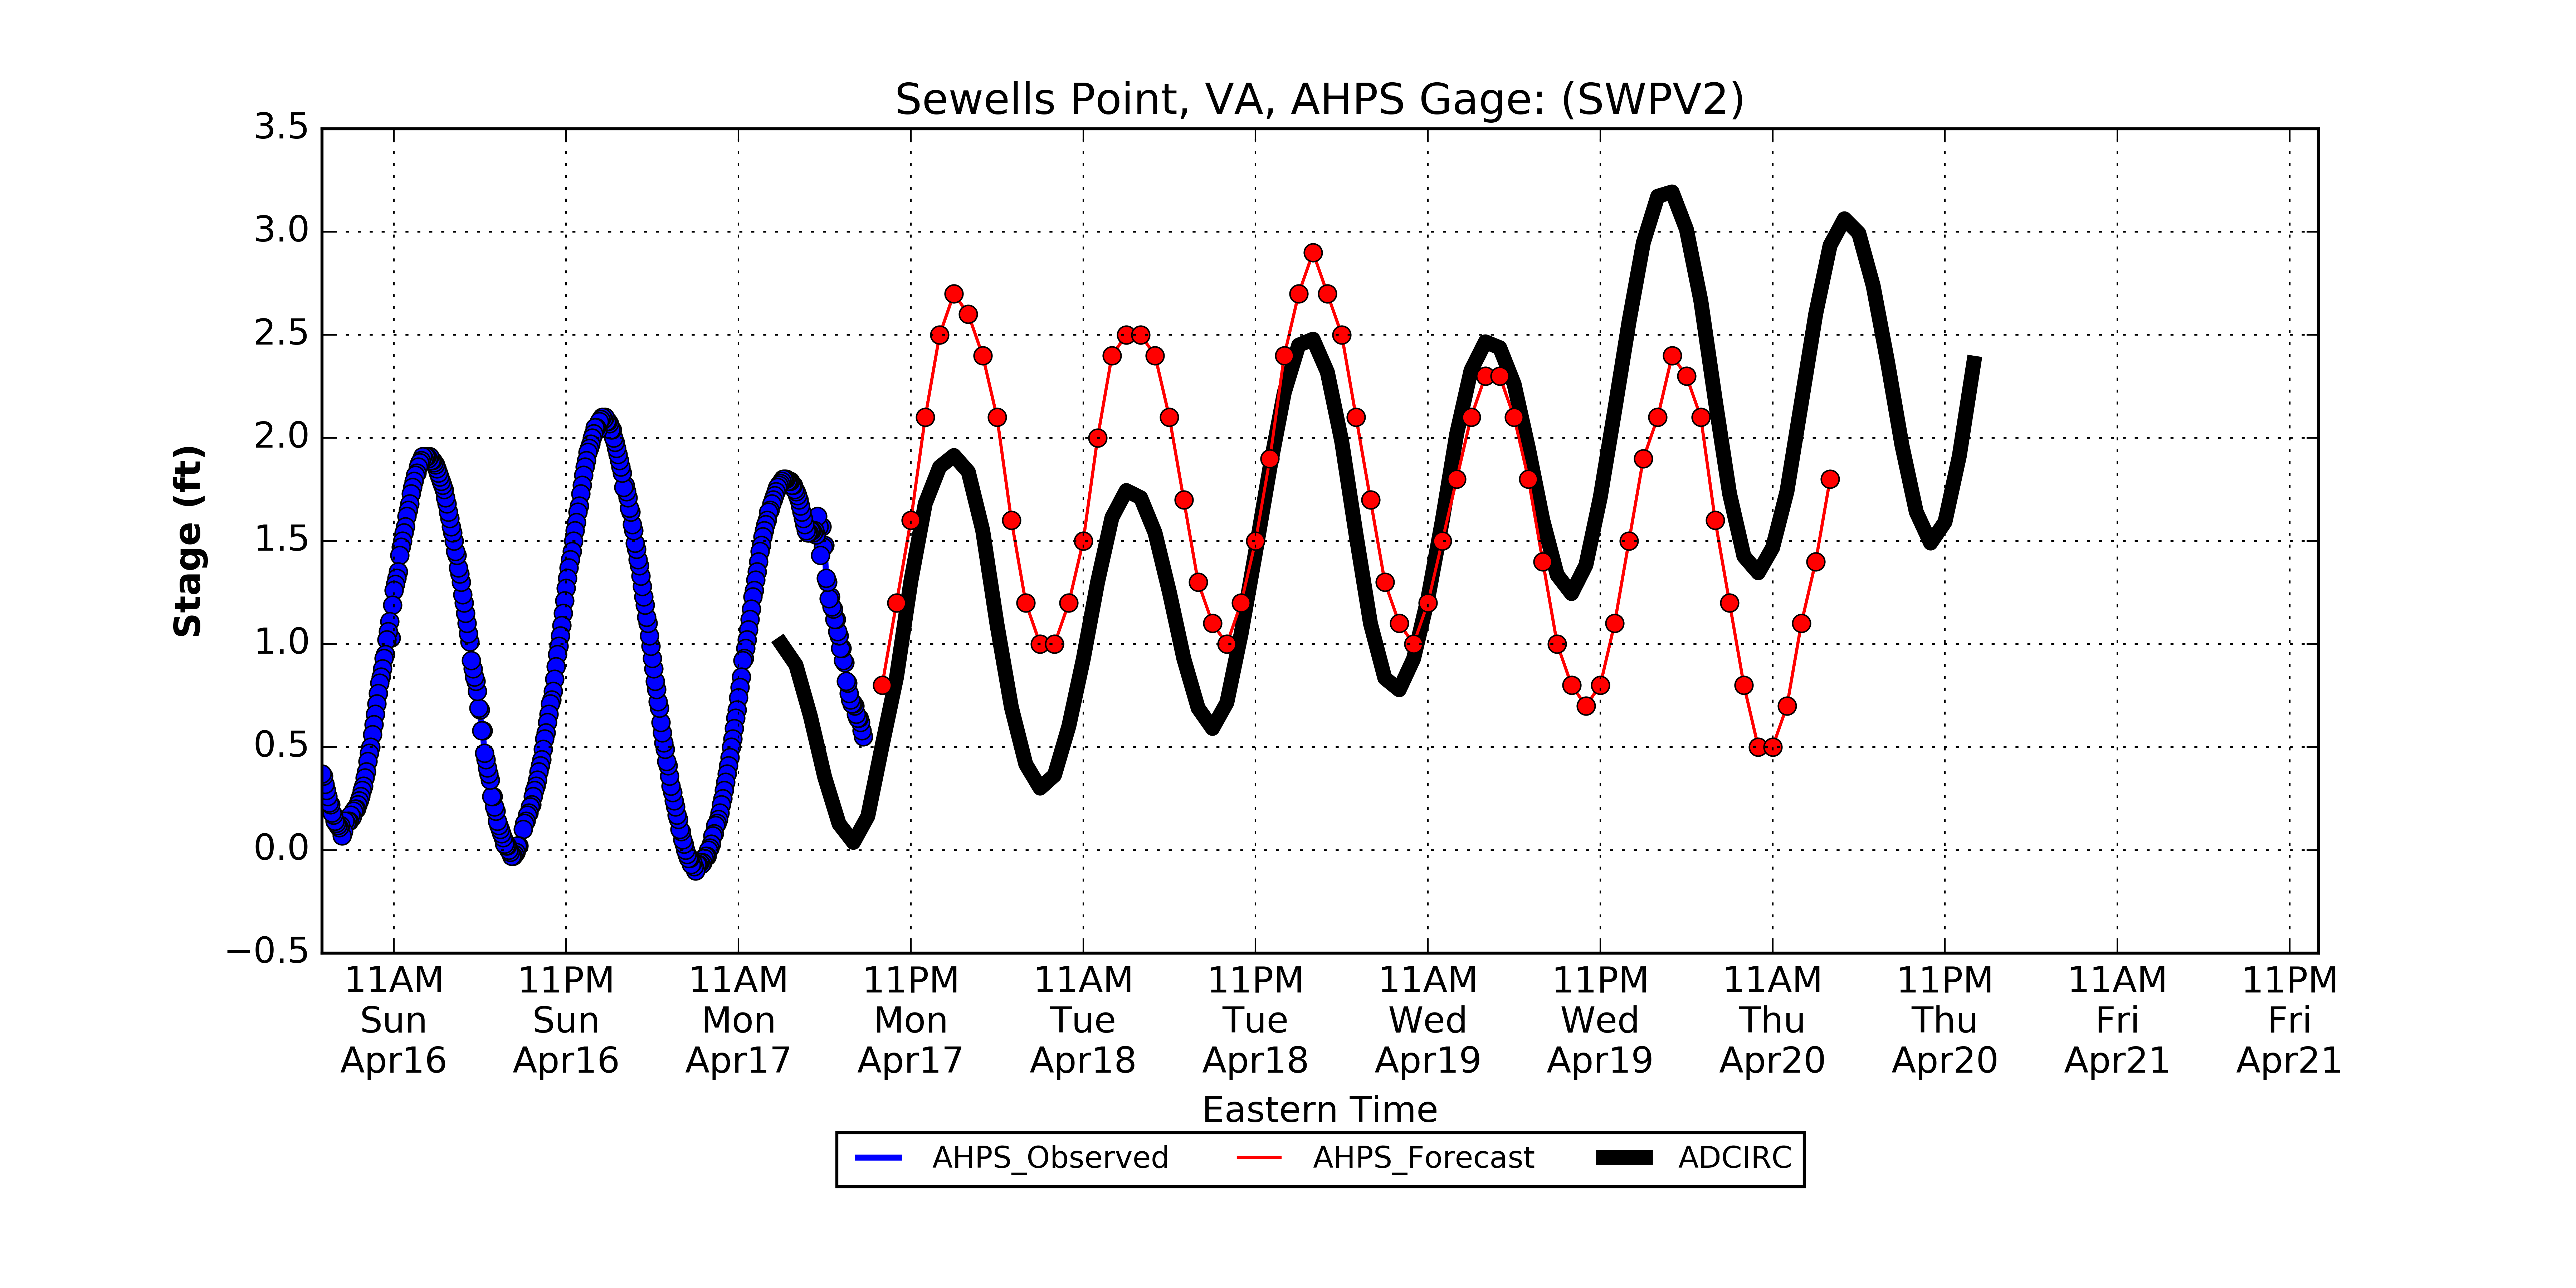 Sewells Point, VA, AHPS Gage: (SWPV2)
3.5
3.0
2.5
2.0
1.5
1.0
0.5
0.0
−0.5
Stage (ft)
11AM 11PM 11AM 11PM 11AM 11PM 11AM 11PM 11AM 11PM 11AM 11PM
Sun Sun Mon Mon Tue Tue Wed Wed Thu Thu Fri Fri
Apr16 Apr16 Apr17 Apr17 Apr18 Apr18 Apr19 Apr19 Apr20 Apr20 Apr21 Apr21
Eastern Time
AHPS_Observed AHPS_Forecast ADCIRC